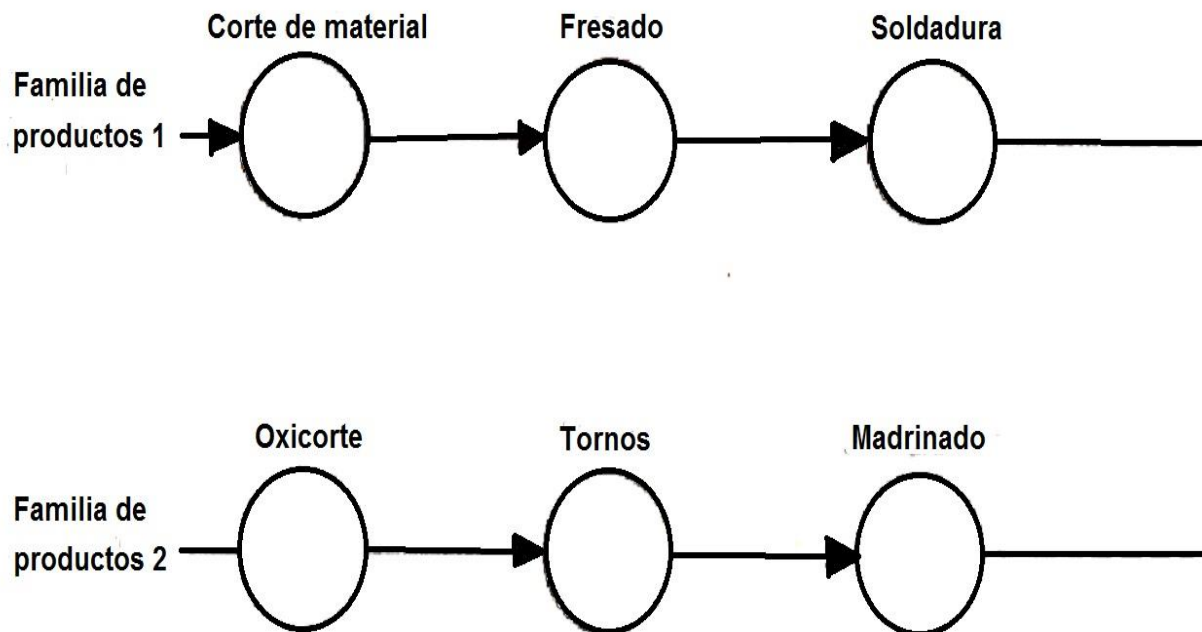 Corte de material
Fresado
Soldadura
Familia de
productos 1
Oxicorte
Tornos
Madrinado
Familia de
productos 2